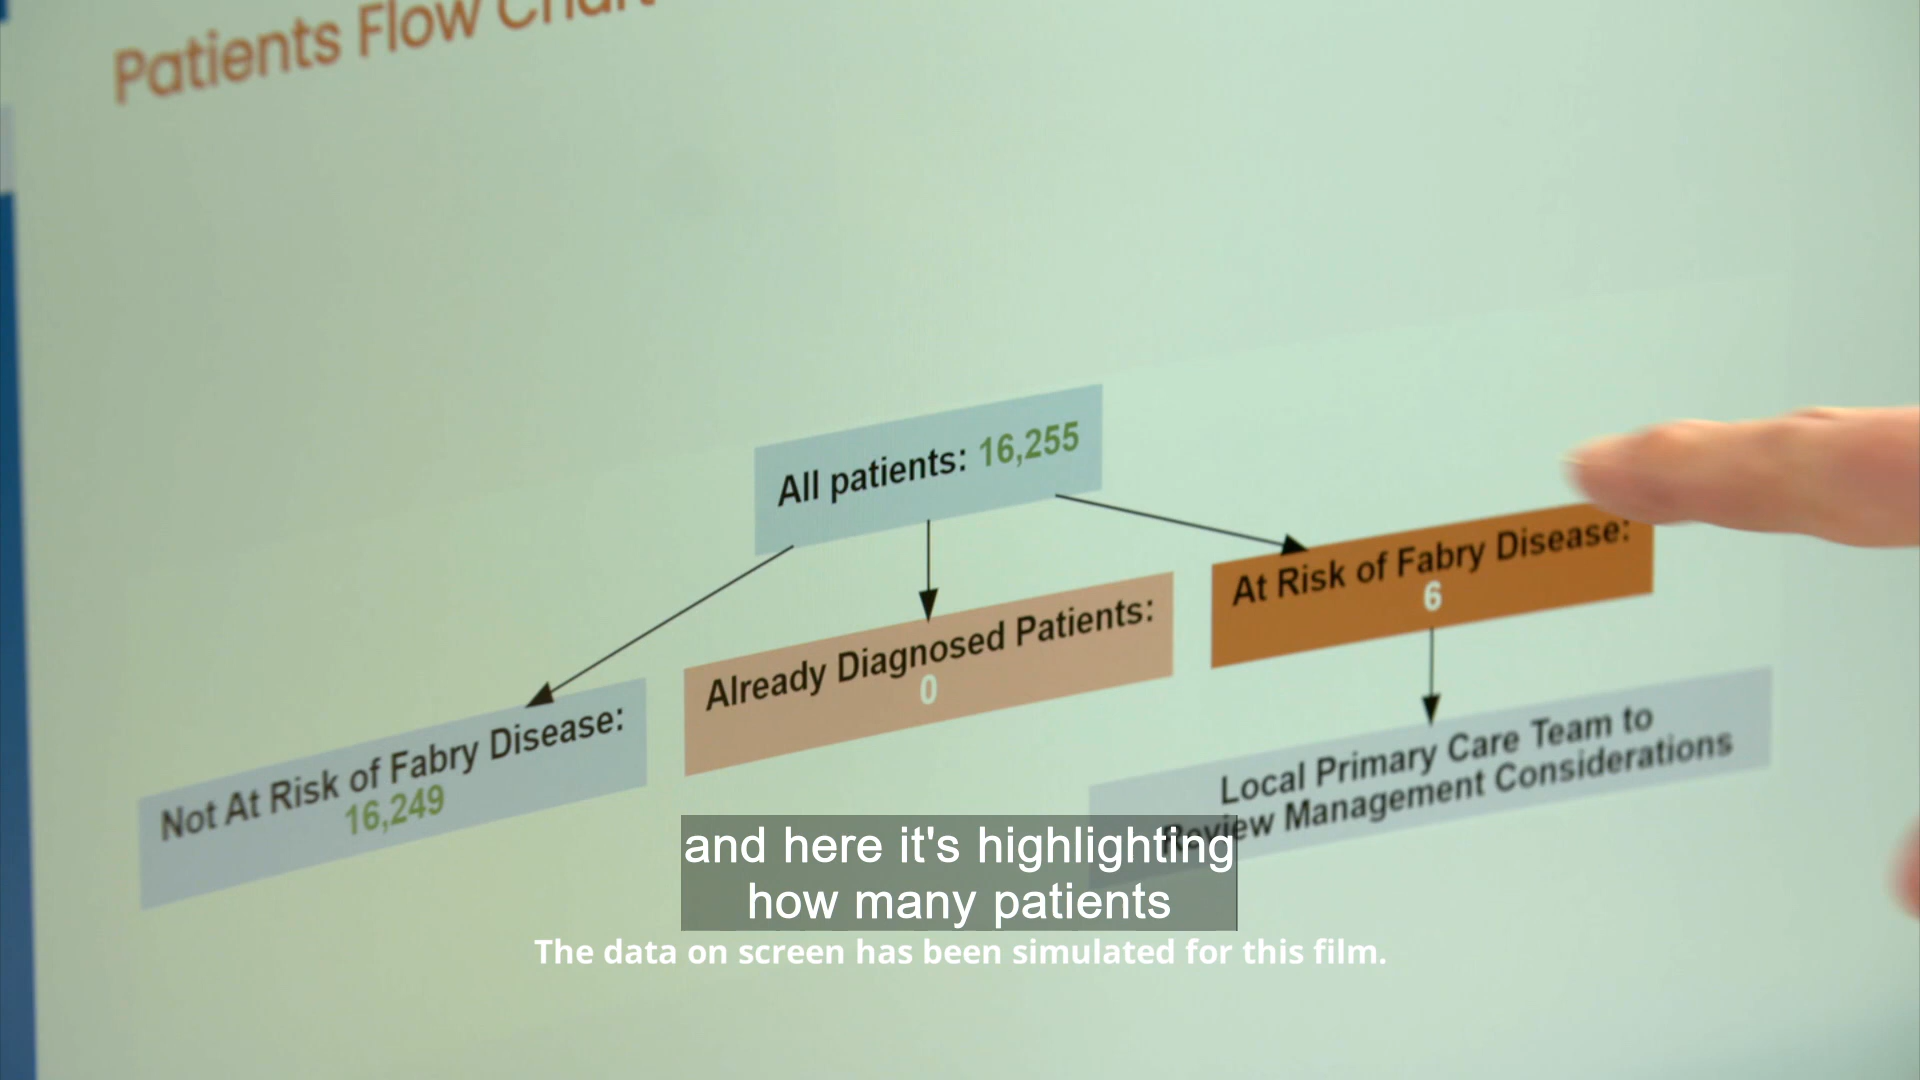 Patients Flow Chart
All patients: 16,255
At Risk of Fabry Disease:
6
Already Diagnosed Patients:
0
Not At Risk of Fabry Disease:
16,249
Local Primary Care Team to
Review Management Considerations
and here it's highlighting
how many patients
The data on screen has been simulated for this film.